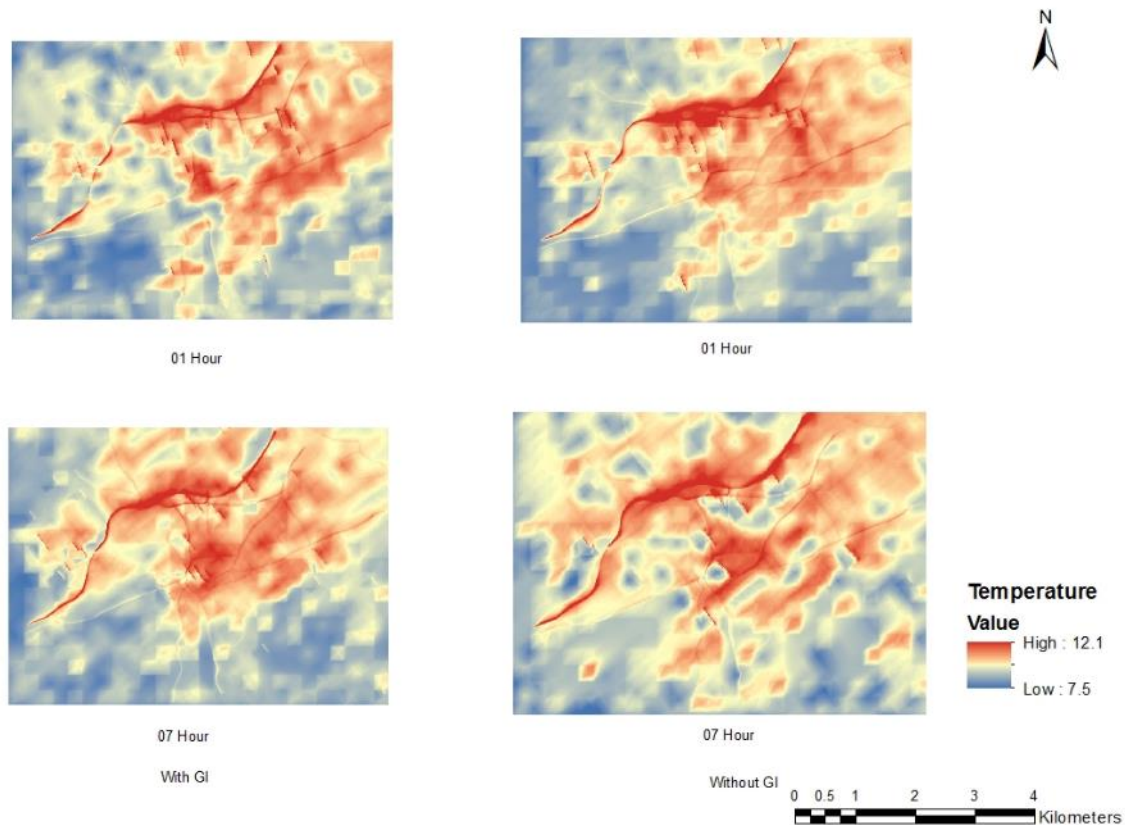 N
01 Hour
01 Hour
07 Hour
07 Hour
With GI
Without GI
Temperature
Value
High : 12.1
Low : 7.5
0 0.5 1 2 3 4
Kilometers